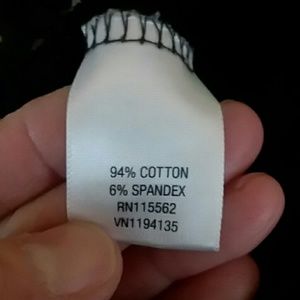 94% COTTON
6% SPANDEX
RN115562
VN1194135